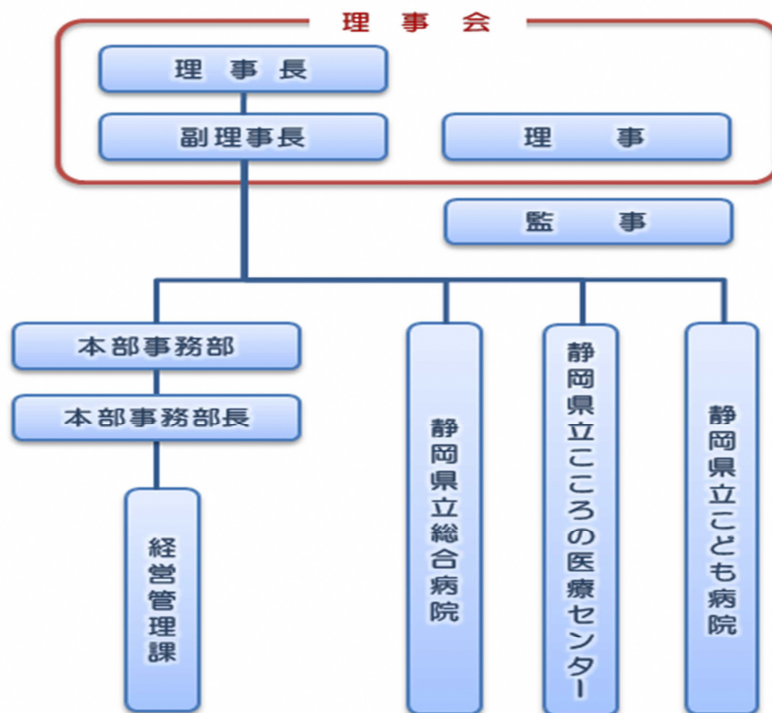 理事会
理事長
副理事長
理事
監事
本部事務部
本部事務部長
経営管理課
静岡県立総合病院
静岡県立こころの医療センター
静岡県立こども病院